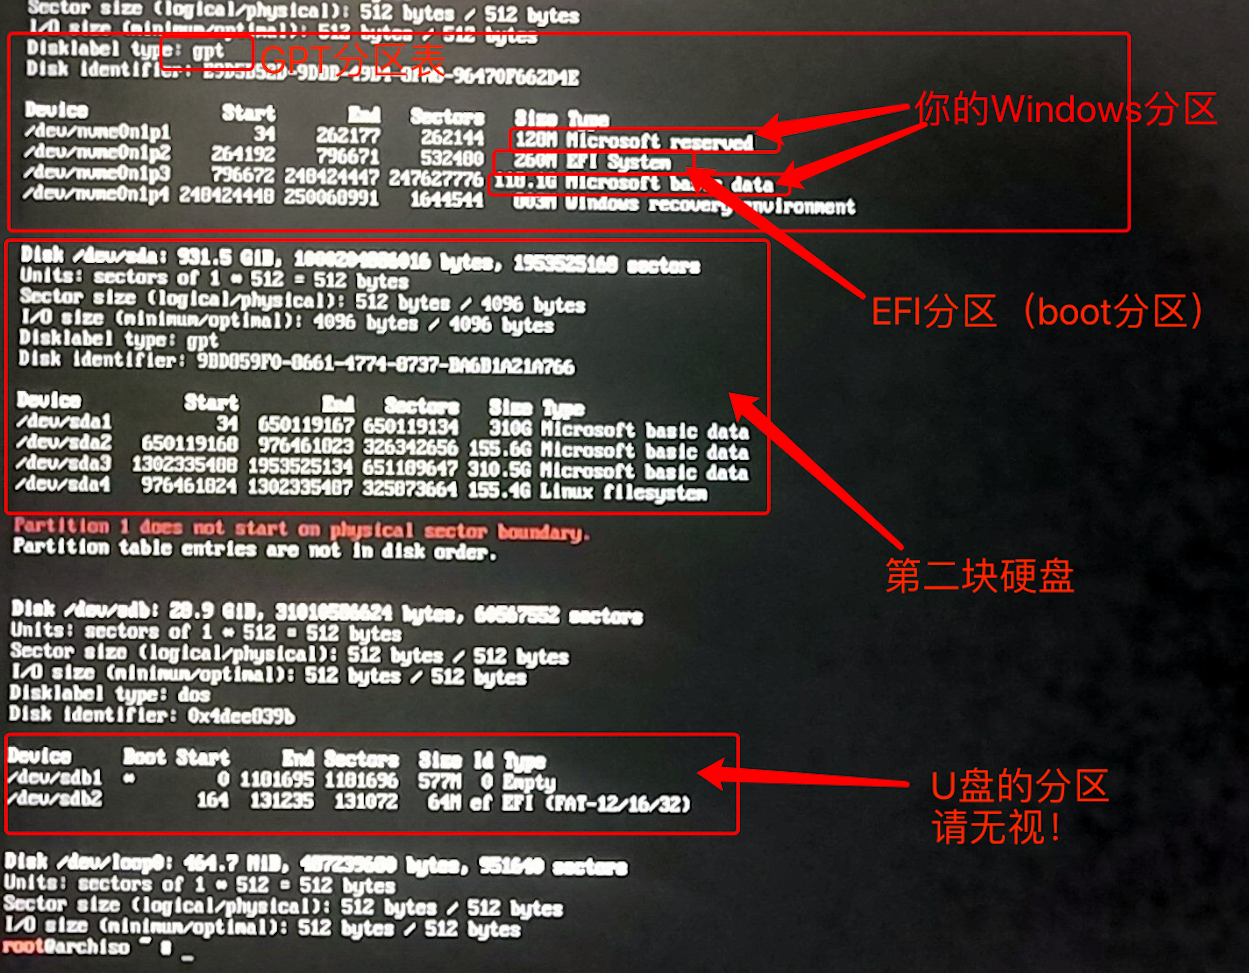 Sector size (logical/physical): 512 bytes / 512 bytes
I/O size (minimum/optimal): 512 bytes / 512 bytes
Disklabel type: gpt
GPT分区表
Disk identifier: 96470F662D4E
Device Start End Sectors Size Type
/dev/nvme0n1p1 34 262177 262144 128M Microsoft reserved
/dev/nvme0n1p2 264192 796671 532480 260M EFI System
/dev/nvme0n1p3 796672 248424447 247627776 118.1G Microsoft basic data
/dev/nvme0n1p4 248424448 250068991 1644544 803M Windows recovery environment
你的Windows分区
EFI分区（boot分区）
Disk /dev/sda: 931.5 GiB, 1000204886016 bytes, 1953525168 sectors
Units: sectors of 1 * 512 = 512 bytes
Sector size (logical/physical): 512 bytes / 4096 bytes
I/O size (minimum/optimal): 4096 bytes / 4096 bytes
Disklabel type: gpt
Disk identifier: 9BD859F0-8661-4774-8737-BA6B1A21A766
Device Start End Sectors Size Type
/dev/sda1 34 650119167 650119134 310G Microsoft basic data
/dev/sda2 650119168 976461823 326342656 155.6G Microsoft basic data
/dev/sda3 1302335488 1953525134 651189647 310.5G Microsoft basic data
/dev/sda4 976461824 1302335487 325873664 155.4G Linux filesystem
第二块硬盘
Partition 1 does not start on physical sector boundary.
Partition table entries are not in disk order.
Disk /dev/sdb: 28.9 GiB, 31010586624 bytes, 60567552 sectors
Units: sectors of 1 * 512 = 512 bytes
Sector size (logical/physical): 512 bytes / 512 bytes
I/O size (minimum/optimal): 512 bytes / 512 bytes
Disklabel type: dos
Disk identifier: 0x4dee839b
Device Boot Start End Sectors Size Id Type
/dev/sdb1 * 0 1181695 1181696 577M 0 Empty
/dev/sdb2 164 131235 131072 64M ef EFI (FAT-12/16/32)
U盘的分区
请无视！
Disk /dev/loop0: 464.7 MiB, 487239680 bytes, 951640 sectors
Units: sectors of 1 * 512 = 512 bytes
Sector size (logical/physical): 512 bytes / 512 bytes
I/O size (minimum/optimal): 512 bytes / 512 bytes
root@archiso ~ # _